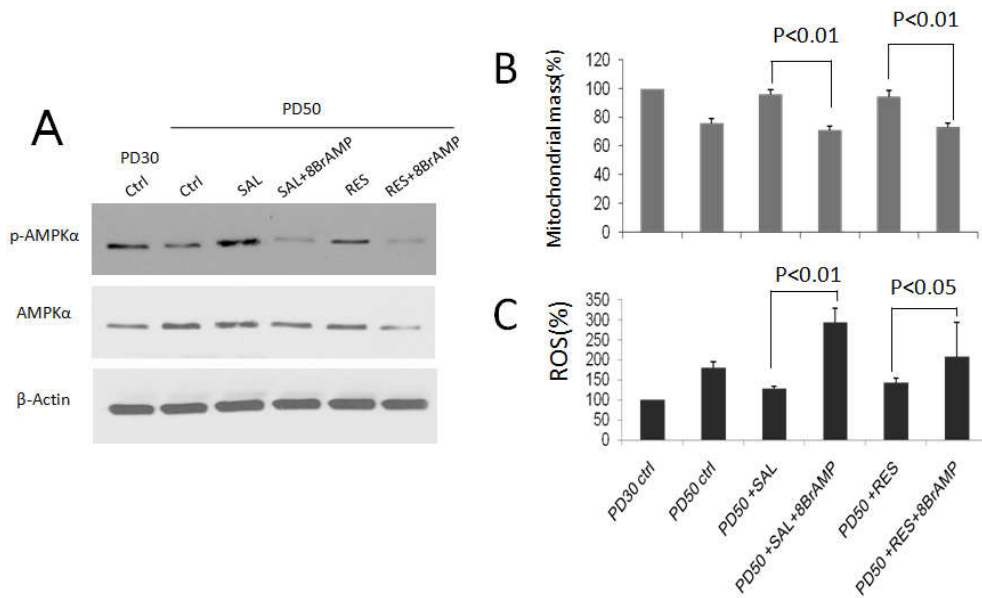 A
PD50
PD30
Ctrl
Ctrl
SAL
SAL+8BrAMP
RES
RES+8BrAMP
p-AMPKα
AMPKα
β-Actin
B
P<0.01
P<0.01
Mitochondrial mass(%)
120
100
80
60
40
20
0
C
P<0.01
P<0.05
ROS(%)
350
300
250
200
150
100
50
0
PD30 ctrl
PD50 ctrl
PD50 +SAL
PD50 +SAL+8BrAMP
PD50 +RES
PD50 +RES+8BrAMP